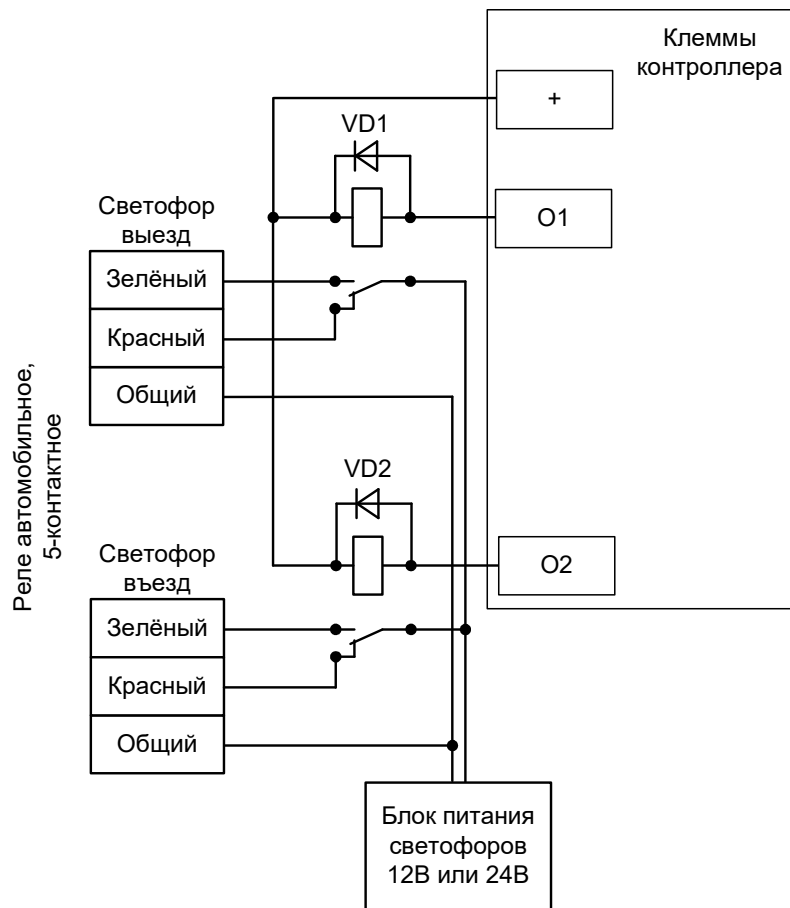 Клеммы
контроллера
+
VD1
O1
Светофор
выезд
Зелёный
Красный
Общий
Реле автомобильное,
5-контактное
VD2
O2
Светофор
въезд
Зелёный
Красный
Общий
Блок питания
светофоров
12В или 24В